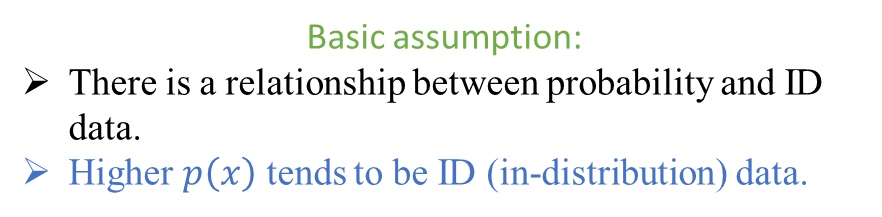 Basic assumption:
➢ There is a relationship between probability and ID
data.
➢ Higher p(x) tends to be ID (in-distribution) data.